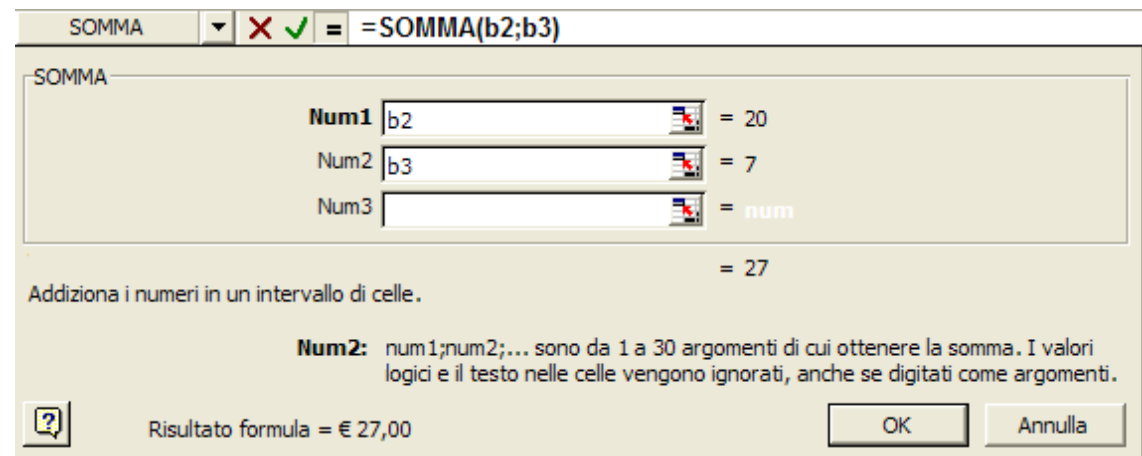 SOMMA = =SOMMA(b2;b3)
SOMMA
Num1 b2 = 20
Num2 b3 = 7
Num3 = num
= 27
Addiziona i numeri in un intervallo di celle.
Num2: num1;num2;... sono da 1 a 30 argomenti di cui ottenere la somma. I valori
logici e il testo nelle celle vengono ignorati, anche se digitati come argomenti.
? Risultato formula = € 27,00 OK Annulla